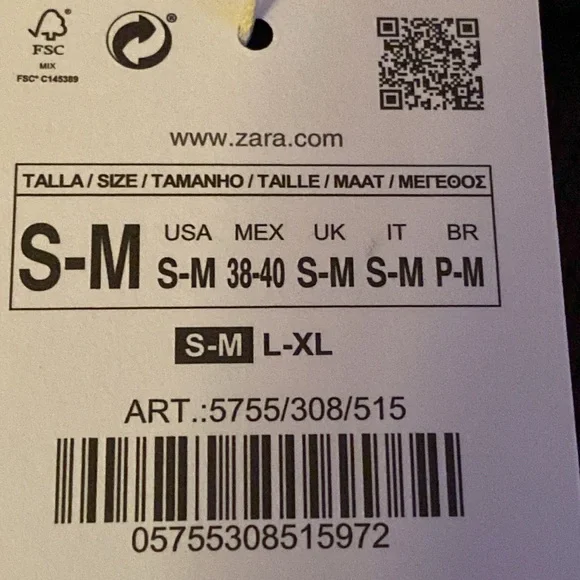 FSC
MIX
FSC® C145389
®
www.zara.com
TALLA / SIZE / TAMANHO / TAILLE / MAAT / ΜΕΓΕΘΟΣ
S-M
USA MEX UK IT BR
S-M 38-40 S-M S-M P-M
S-M L-XL
ART.:5755/308/515
05755308515972